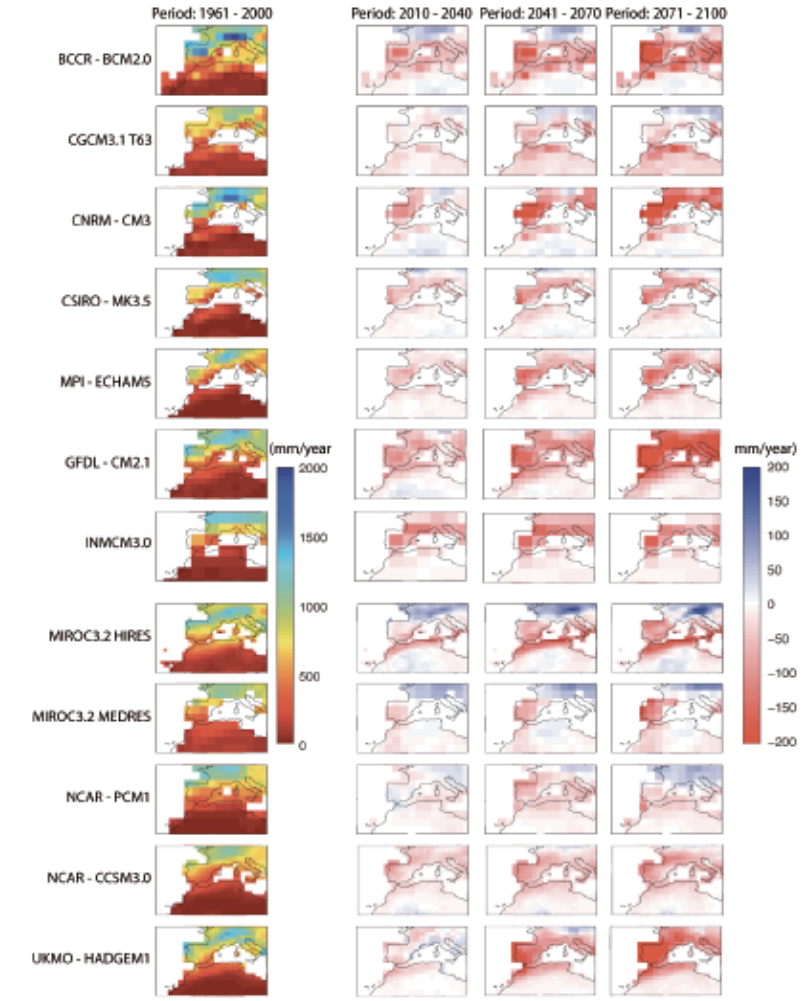 Period: 1961 - 2000 Period: 2010 - 2040 Period: 2041 - 2070 Period: 2071 - 2100
BCCR - BCM2.0
CGCM3.1 T63
CNRM - CM3
CSIRO - MK3.5
MPI - ECHAM5
GFDL - CM2.1
(mm/year
mm/year)
2000
200
150
1500
100
INMCM3.0
50
1000
0
MIROC3.2 HIRES
-50
500
-100
MIROC3.2 MEDRES
-150
0
-200
NCAR - PCM1
NCAR - CCSM3.0
UKMO - HADGEM1